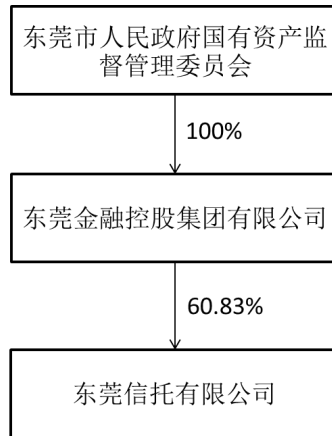 东莞市人民政府国有资产监
督管理委员会
100%
东莞金融控股集团有限公司
60.83%
东莞信托有限公司